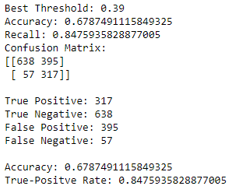 Best Threshold: 0.39
Accuracy: 0.6787491115849325
Recall: 0.8475935828877005
Confusion Matrix:
[[638 395]
[ 57 317]]
True Positive: 317
True Negative: 638
False Positive: 395
False Negative: 57
Accuracy: 0.6787491115849325
True-Positve Rate: 0.8475935828877005